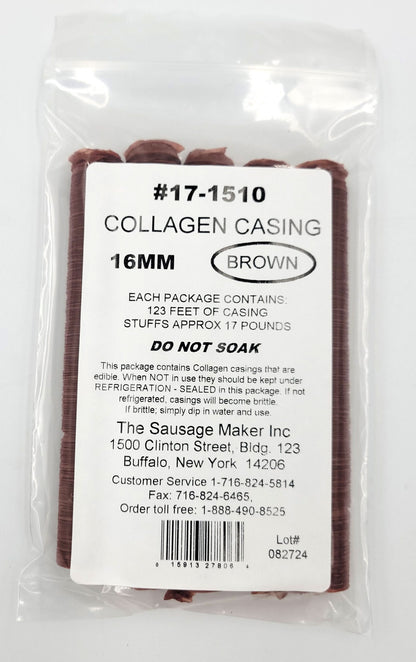 #17-1510
COLLAGEN CASING
16MM BROWN
EACH PACKAGE CONTAINS:
123 FEET OF CASING
STUFFS APPROX 17 POUNDS
DO NOT SOAK
This package contains Collagen casings that are
edible. When NOT in use they should be kept under
REFRIGERATION - SEALED in this package. If not
refrigerated, casings will become brittle.
If brittle; simply dip in water and use.
The Sausage Maker Inc
1500 Clinton Street, Bldg. 123
Buffalo, New York 14206
Customer Service 1-716-824-5814
Fax: 716-824-6465,
Order toll free: 1-888-490-8525
Lot#
082724
0 15913 27806 4